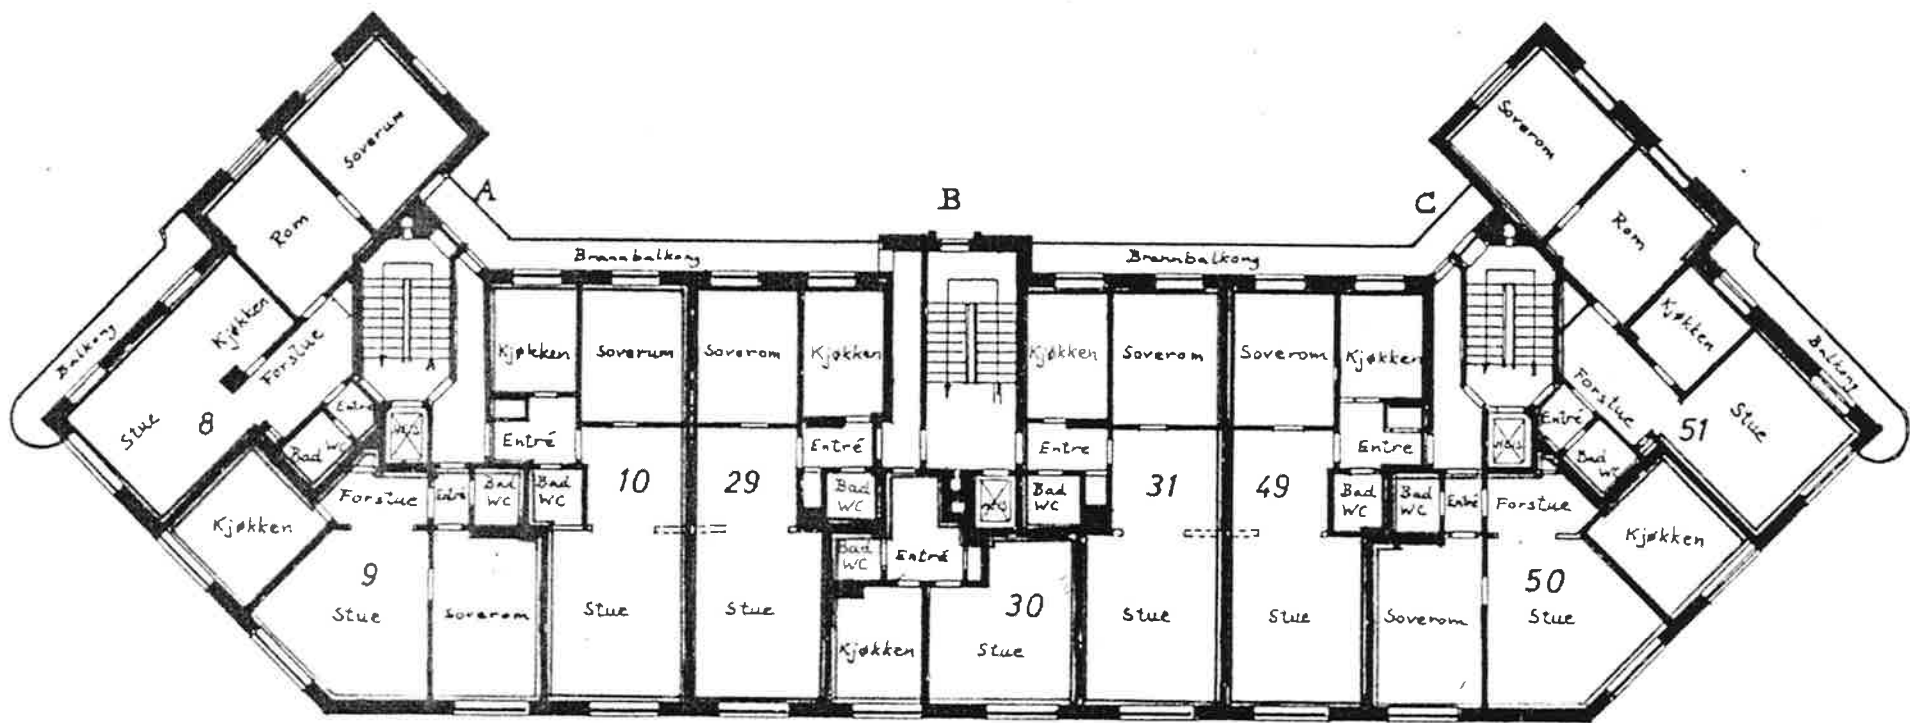 A
B
C
Soverum
Soverom
Rom
Rom
Brannbalkong
Brannbalkong
Balkong
Kjøkken
Forstue
Stue
8
Entré
Bad
WC
Kjøkken
Soverum
Soverom
Kjøkken
Kjøkken
Soverom
Soverom
Kjøkken
Kjøkken
Forstue
Stue
51
Balkong
Entré
Bad
WC
Entré
10
29
Entré
Entré
31
49
Entre
Kjøkken
Forstue
Entré
Bad
WC
Bad
WC
Bad
WC
Bad
WC
Bad
WC
Bad
WC
Entré
Forstue
Kjøkken
9
Stue
Soverom
Stue
Stue
Bad
WC
Entré
Kjøkken
30
Stue
Stue
Stue
Soverom
50
Stue